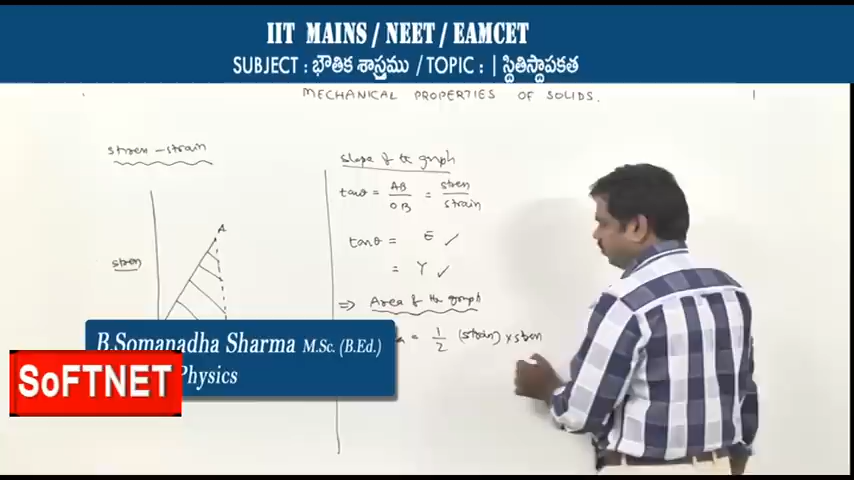 IIT MAINS / NEET / EAMCET
SUBJECT : భౌతిక శాస్త్రము / TOPIC : | స్థితిస్థాపకత
MECHANICAL PROPERTIES OF SOLIDS. 1
stress - strain
stress
A
slope of the graph
tanθ = AB / OB = stress / strain
tanθ = E ✓
= Y ✓
⇒ Area of the graph
= 1/2 (strain) x stress
B.Somanadha Sharma M.Sc. (B.Ed.)
Physics
SoFTNET